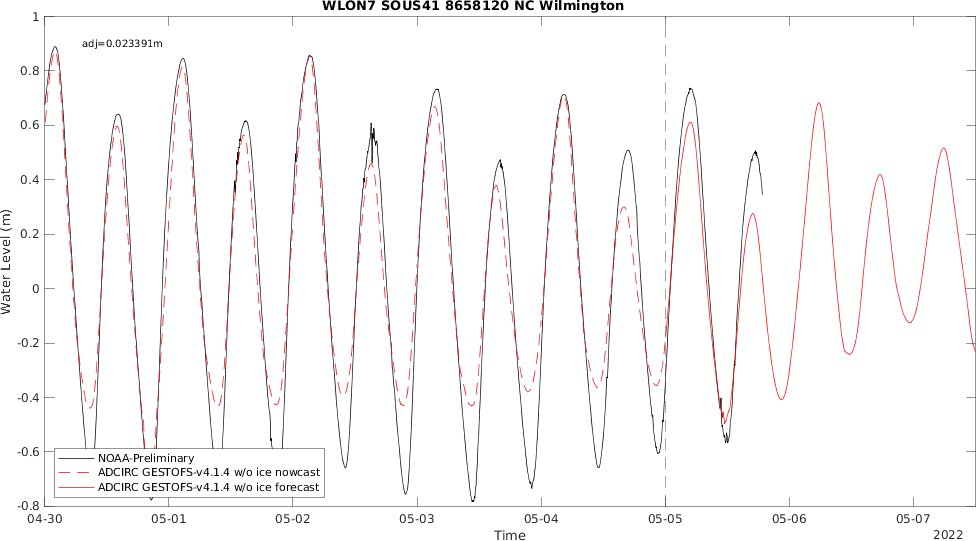 WLON7 SOUS41 8658120 NC Wilmington
adj=0.023391m
1
0.8
0.6
0.4
0.2
0
-0.2
-0.4
-0.6
-0.8
Water Level (m)
NOAA-Preliminary
ADCIRC GESTOFS-v4.1.4 w/o ice nowcast
ADCIRC GESTOFS-v4.1.4 w/o ice forecast
04-30 05-01 05-02 05-03 05-04 05-05 05-06 05-07
Time
2022